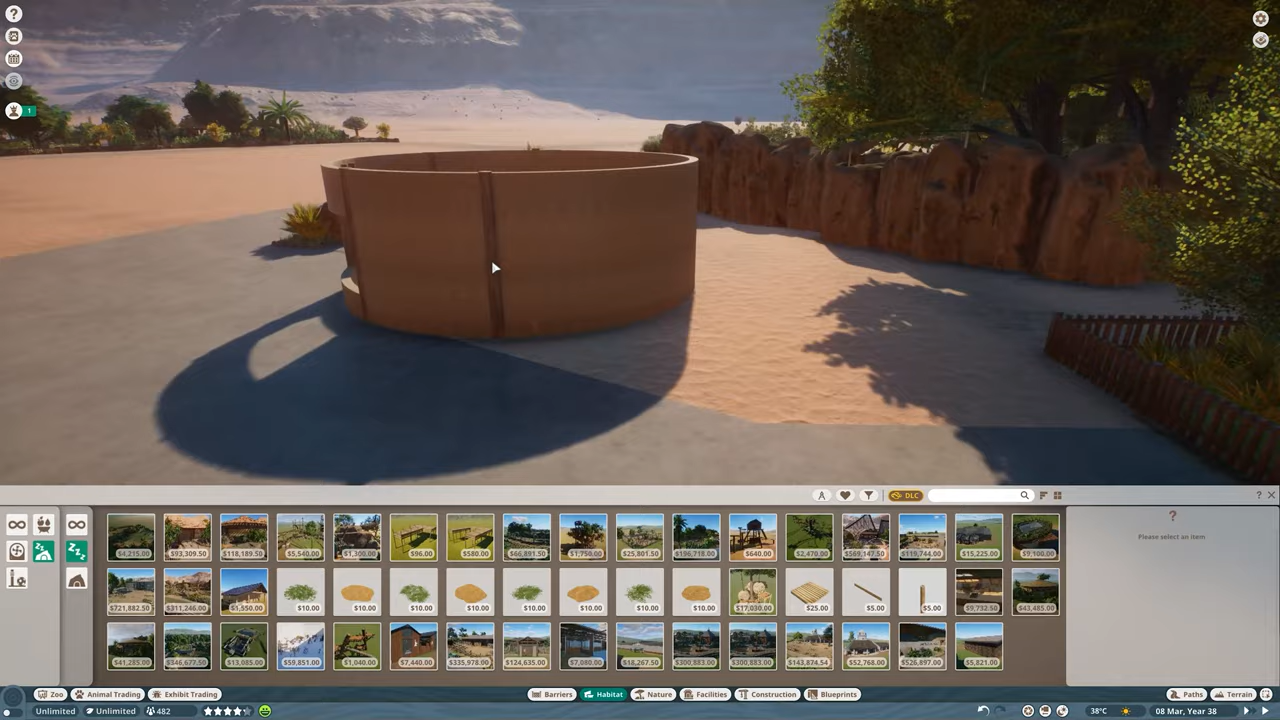 ?
1
DLC
? ×
$4,215.00 $93,309.50 $118,189.50 $5,540.00 $1,300.00 $96.00 $580.00 $66,891.50 $1,750.00 $25,801.50 $196,718.00 $640.00 $2,470.00 $569,147.50 $119,744.00 $15,225.00 $9,100.00
?
Please select an item
$721,882.50 $311,246.00 $1,550.00 $10.00 $10.00 $10.00 $10.00 $10.00 $10.00 $10.00 $10.00 $17,030.00 $25.00 $5.00 $5.00 $9,732.50 $43,485.00
$41,285.00 $346,677.50 $13,085.00 $59,851.00 $1,040.00 $7,440.00 $335,978.00 $124,635.00 $7,080.00 $18,267.50 $300,883.00 $300,883.00 $143,874.54 $52,768.00 $526,897.00 $5,821.00
Zoo Animal Trading Exhibit Trading Barriers Habitat Nature Facilities Construction Blueprints Paths Terrain
Unlimited Unlimited 482 38°C 08 Mar, Year 38